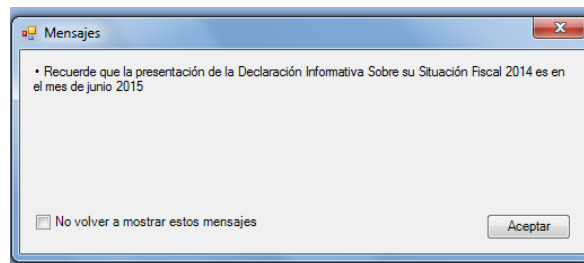 Mensajes
• Recuerde que la presentación de la Declaración Informativa Sobre su Situación Fiscal 2014 es en
el mes de junio 2015
No volver a mostrar estos mensajes
Aceptar